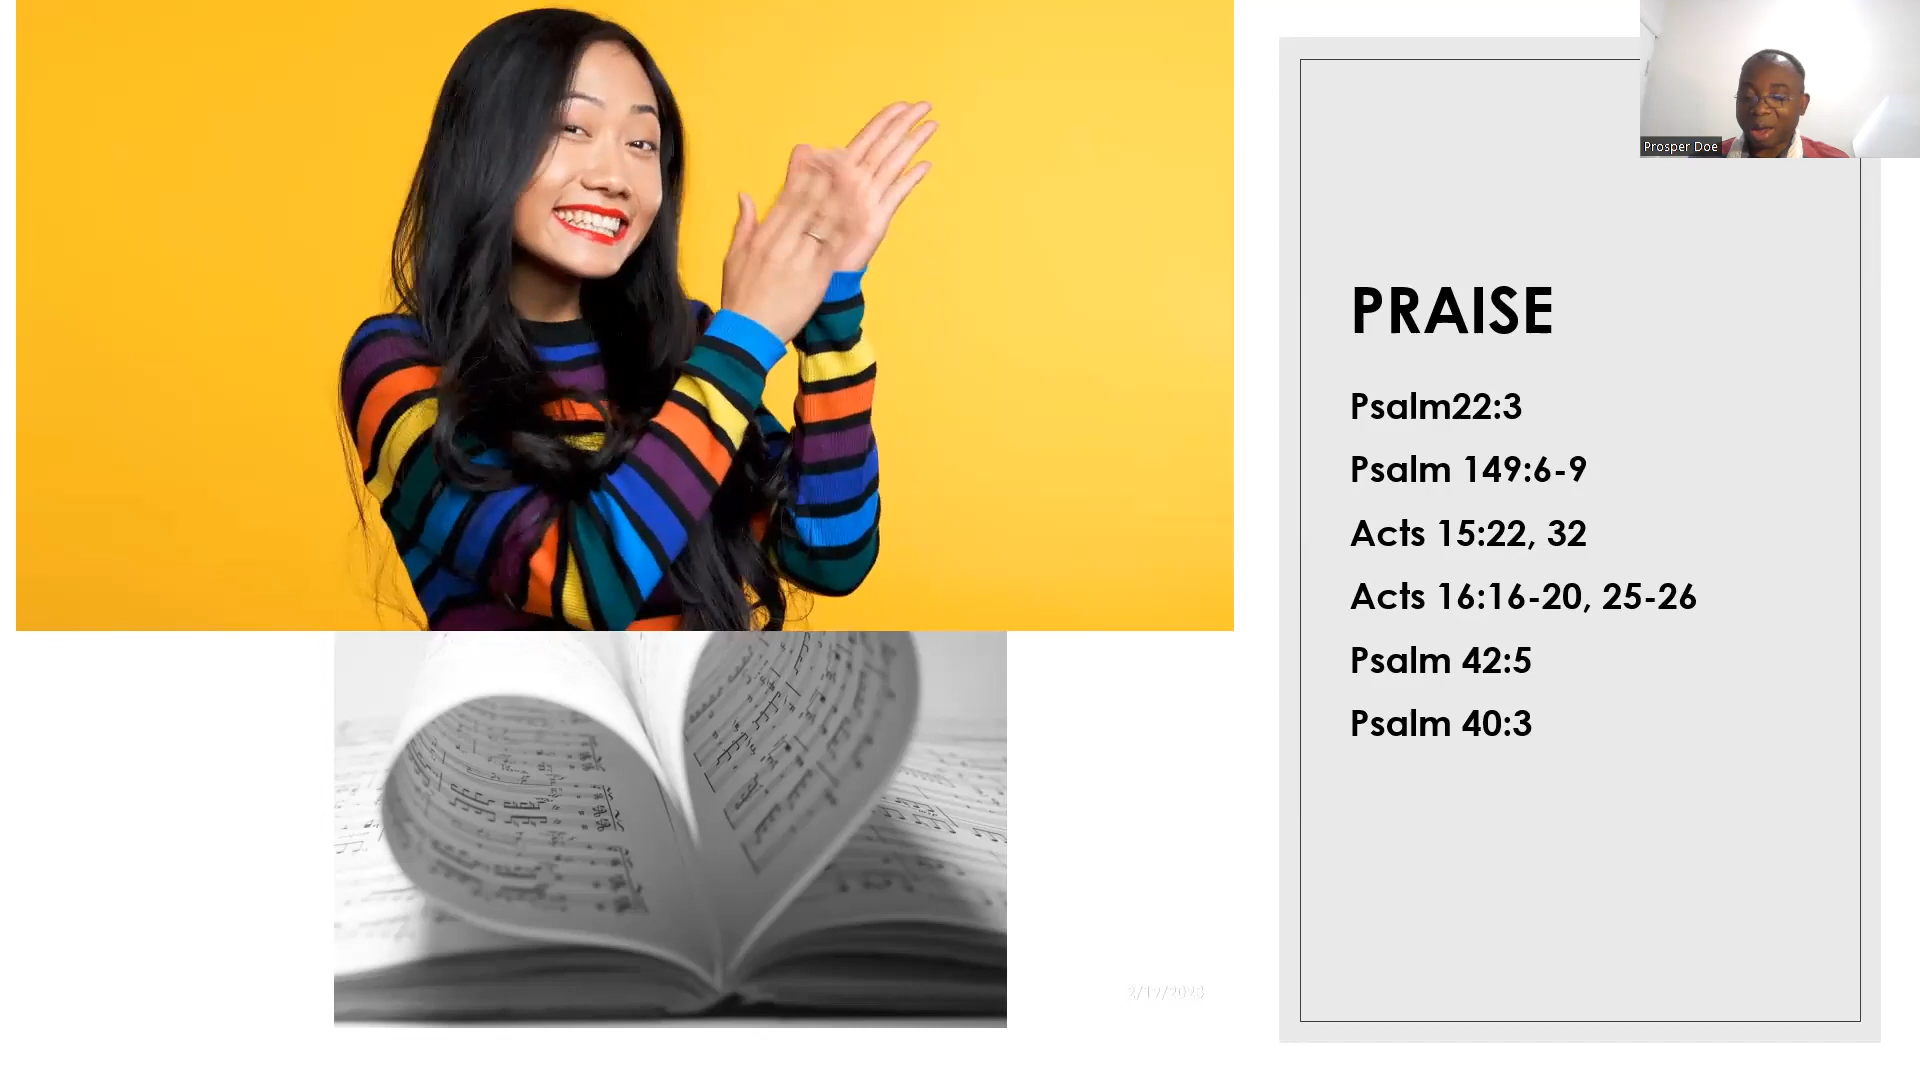 Prosper Doe
PRAISE
Psalm22:3
Psalm 149:6-9
Acts 15:22, 32
Acts 16:16-20, 25-26
Psalm 42:5
Psalm 40:3